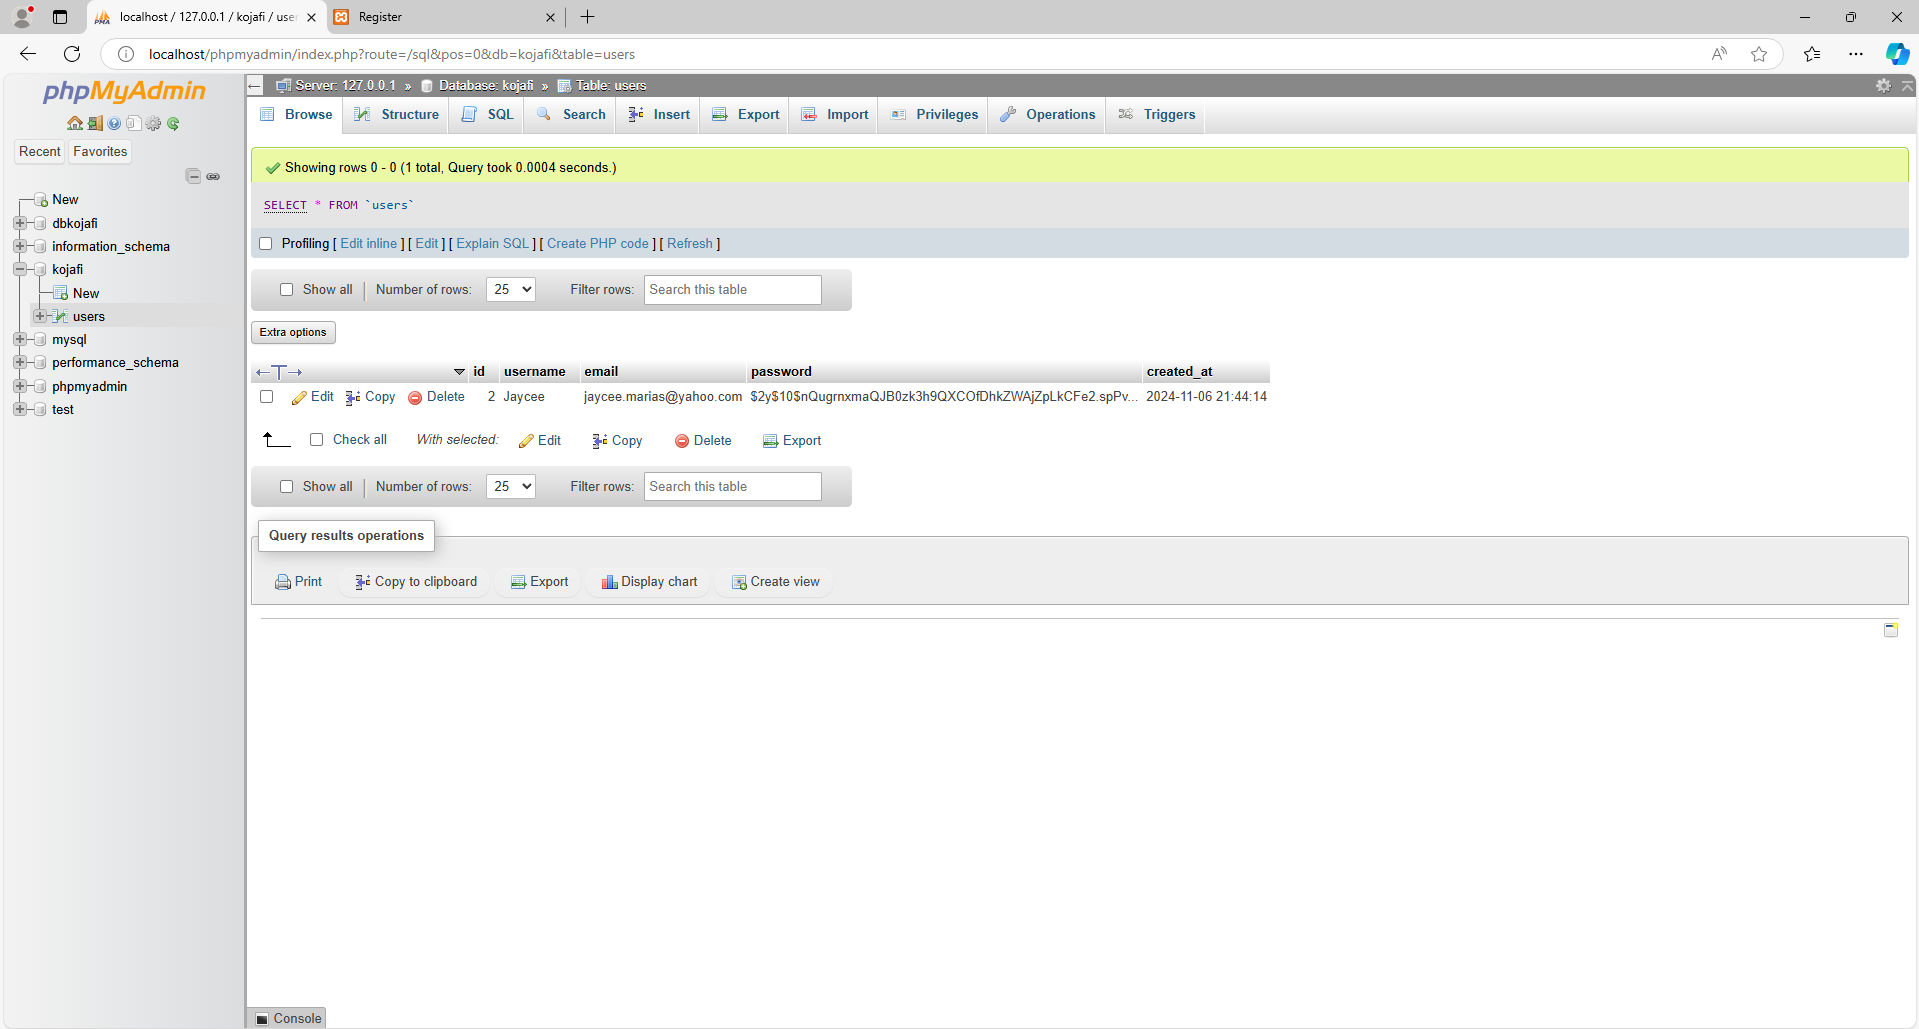 localhost / 127.0.0.1 / kojafi / user
Register
localhost/phpmyadmin/index.php?route=/sql&pos=0&db=kojafi&table=users
phpMyAdmin
Recent
Favorites
New
dbkojafi
information_schema
kojafi
New
users
mysql
performance_schema
phpmyadmin
test
Server: 127.0.0.1 » Database: kojafi » Table: users
Browse Structure SQL Search Insert Export Import Privileges Operations Triggers
Showing rows 0 - 0 (1 total, Query took 0.0004 seconds.)
SELECT * FROM `users`
Profiling [ Edit inline ] [ Edit ] [ Explain SQL ] [ Create PHP code ] [ Refresh ]
Show all | Number of rows: 25 Filter rows: Search this table
Extra options
id username email password created_at
Edit Copy Delete 2 Jaycee jaycee.marias@yahoo.com $2y$10$nQugrnxmaQJB0zk3h9QXCOfDhkZWAjZpLkCFe2.spPv... 2024-11-06 21:44:14
Check all With selected: Edit Copy Delete Export
Show all | Number of rows: 25 Filter rows: Search this table
Query results operations
Print Copy to clipboard Export Display chart Create view
Console